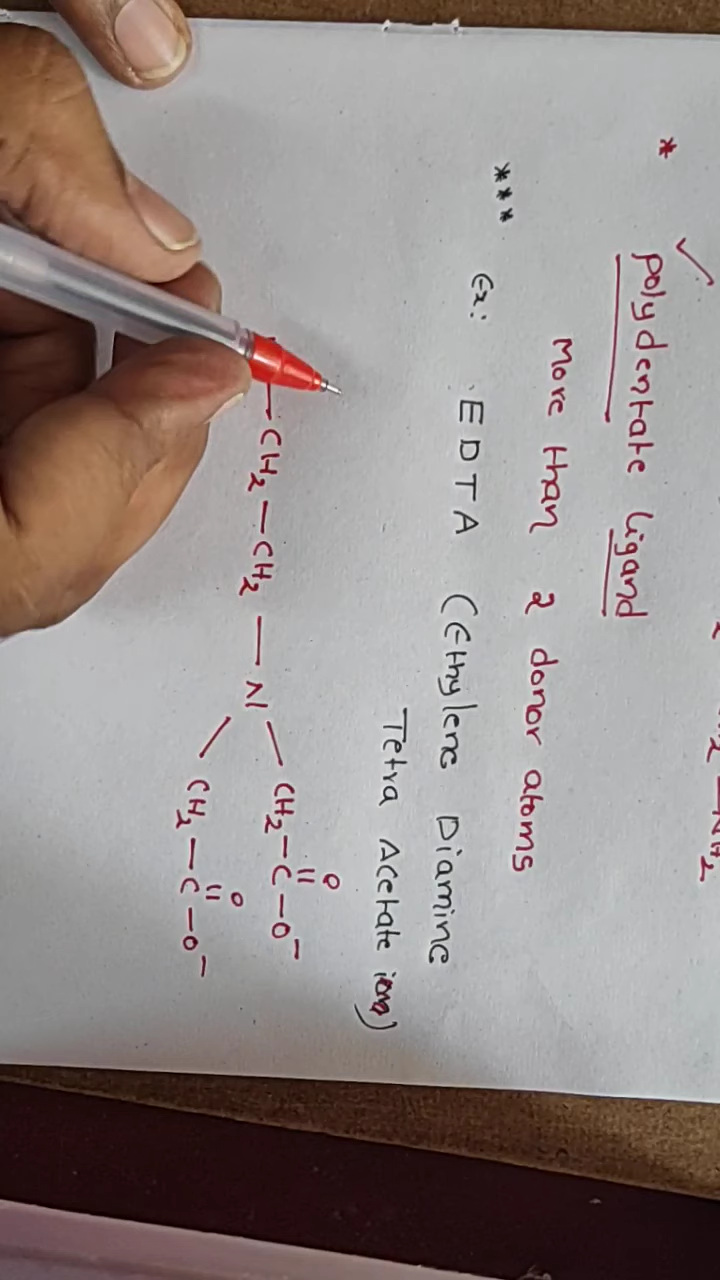 * ✓ polydentate ligand
More than 2 donor atoms
*** Ex: EDTA (Ethylene Diamine
Tetra Acetate ion)
O
||
CH2–C–O⁻
–CH2–CH2–N
O
||
CH2–C–O⁻